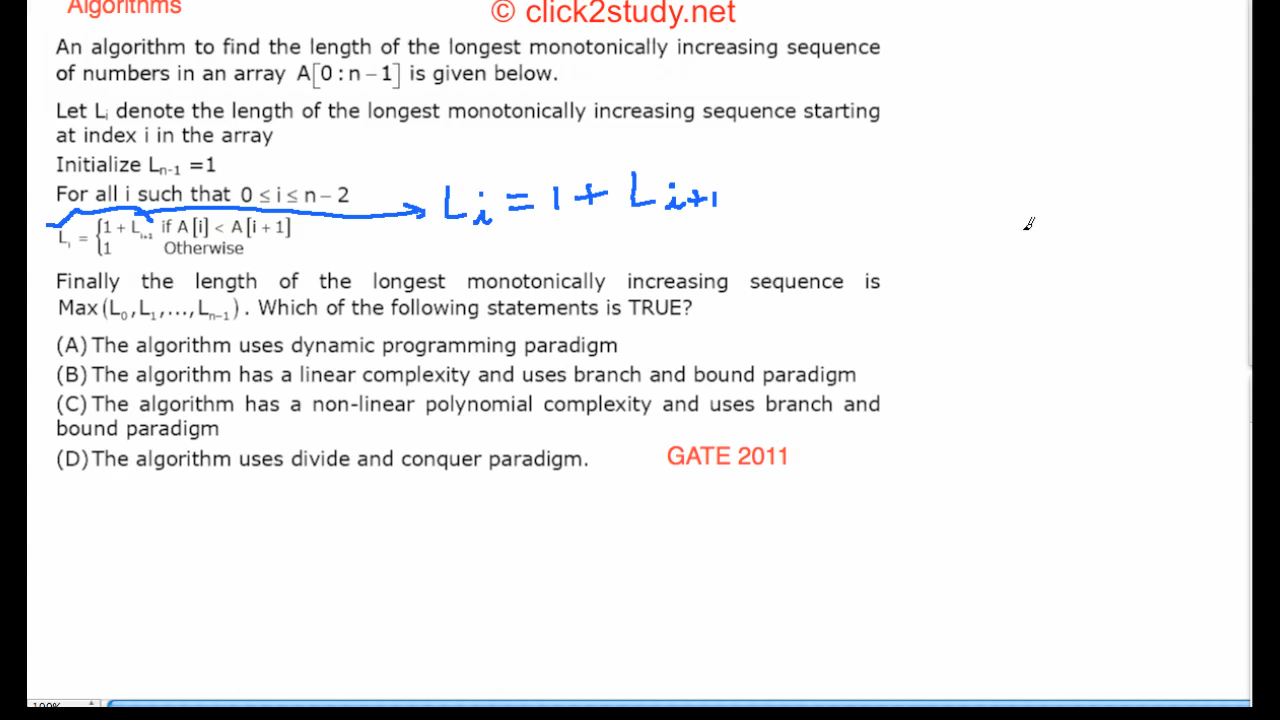 Algorithms
© click2study.net
An algorithm to find the length of the longest monotonically increasing sequence
of numbers in an array A[0 : n – 1] is given below.
Let Li denote the length of the longest monotonically increasing sequence starting
at index i in the array
Initialize Ln-1 =1
For all i such that 0 ≤ i ≤ n – 2
Li = 1 + Li+1
Li = {1 + Li+1 if A[i] < A[i + 1]
{1 Otherwise
Finally the length of the longest monotonically increasing sequence is
Max(L0,L1,...,Ln–1). Which of the following statements is TRUE?
(A) The algorithm uses dynamic programming paradigm
(B) The algorithm has a linear complexity and uses branch and bound paradigm
(C) The algorithm has a non-linear polynomial complexity and uses branch and
bound paradigm
(D) The algorithm uses divide and conquer paradigm.
GATE 2011
100%